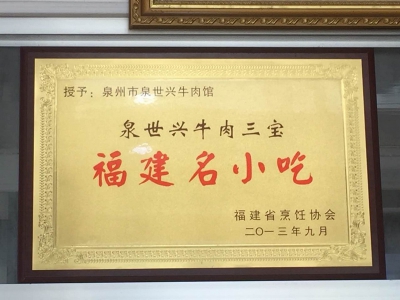 授予：泉州市泉世兴牛肉馆
泉世兴牛肉三宝
福建名小吃
福建省烹饪协会
二〇一三年九月